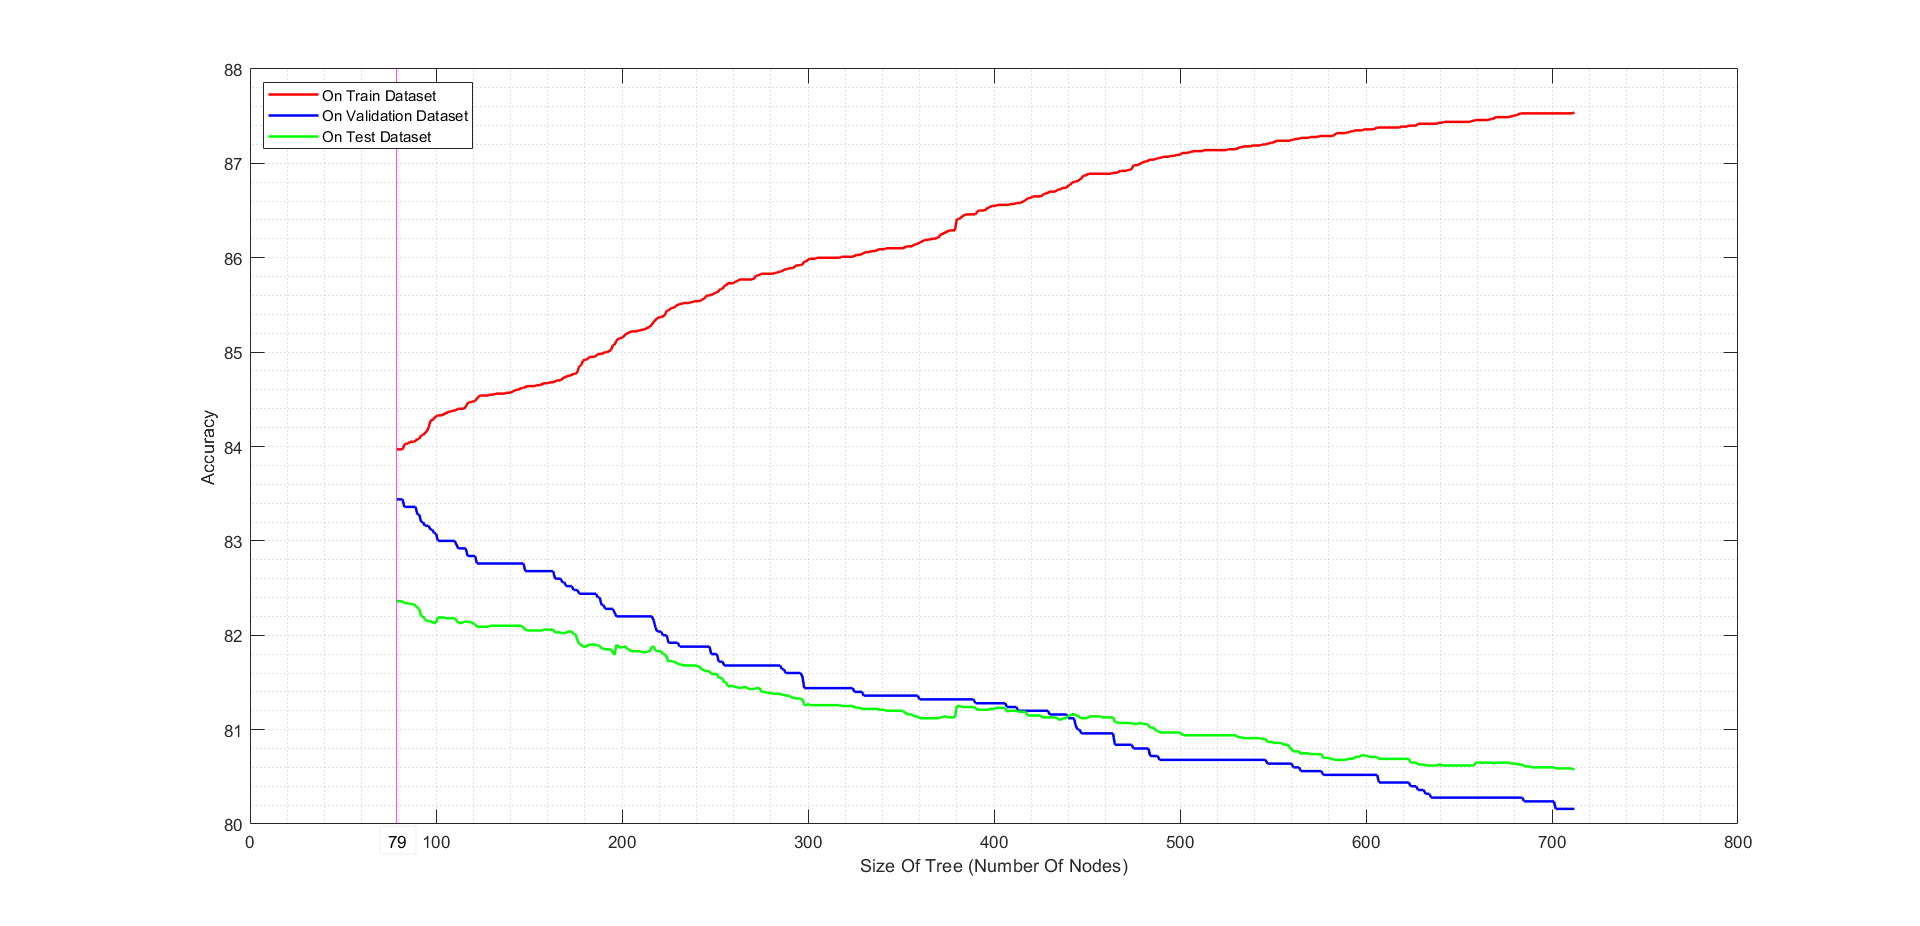 88
On Train Dataset
On Validation Dataset
On Test Dataset
87
86
85
84
83
82
81
80
Accuracy
0 79 100 200 300 400 500 600 700 800
Size Of Tree (Number Of Nodes)